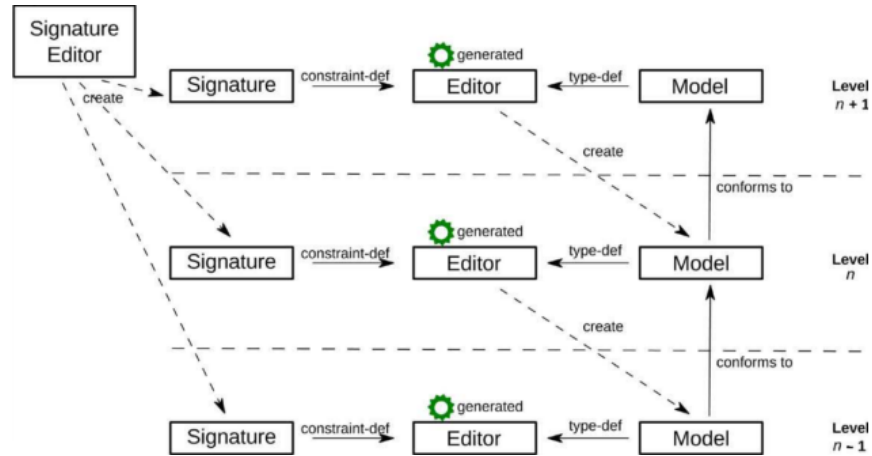 Signature
Editor
generated
Signature
constraint-def
Editor
type-def
Model
Level
n + 1
create
create
conforms to
generated
Signature
constraint-def
Editor
type-def
Model
Level
n
create
conforms to
generated
Signature
constraint-def
Editor
type-def
Model
Level
n - 1